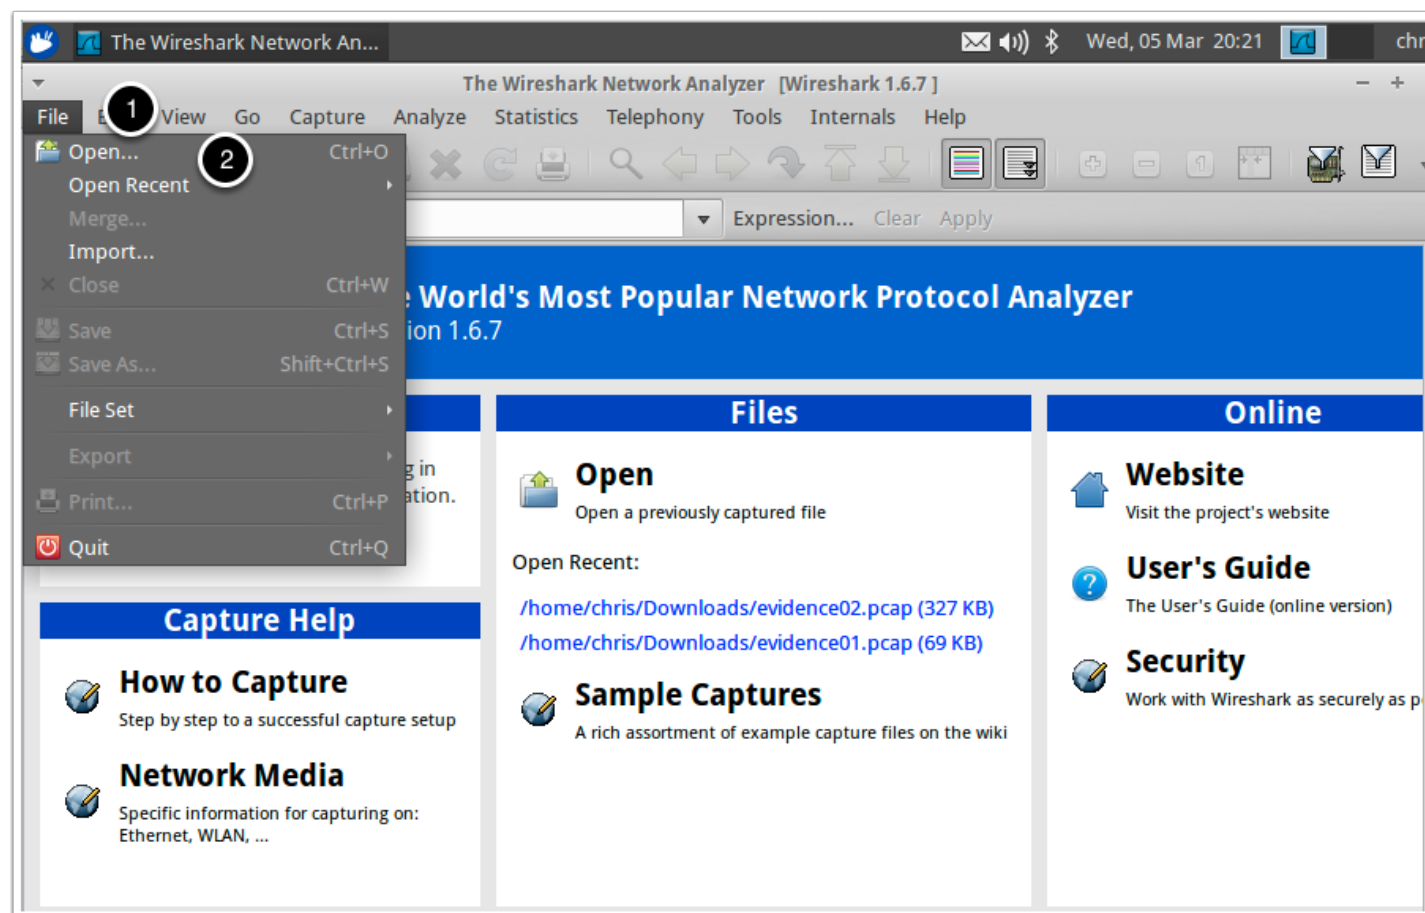 The Wireshark Network An...
Wed, 05 Mar 20:21
chr
The Wireshark Network Analyzer [Wireshark 1.6.7 ]
File E 1 View Go Capture Analyze Statistics Telephony Tools Internals Help
Open... Ctrl+O
2
Open Recent
Merge...
Import...
Close Ctrl+W
Save Ctrl+S
Save As... Shift+Ctrl+S
File Set
Export
Print... Ctrl+P
Quit Ctrl+Q
Expression... Clear Apply
World's Most Popular Network Protocol Analyzer
ion 1.6.7
g in
ation.
Capture Help
How to Capture
Step by step to a successful capture setup
Network Media
Specific information for capturing on:
Ethernet, WLAN, ...
Files
Open
Open a previously captured file
Open Recent:
/home/chris/Downloads/evidence02.pcap (327 KB)
/home/chris/Downloads/evidence01.pcap (69 KB)
Sample Captures
A rich assortment of example capture files on the wiki
Online
Website
Visit the project's website
User's Guide
The User's Guide (online version)
Security
Work with Wireshark as securely as p